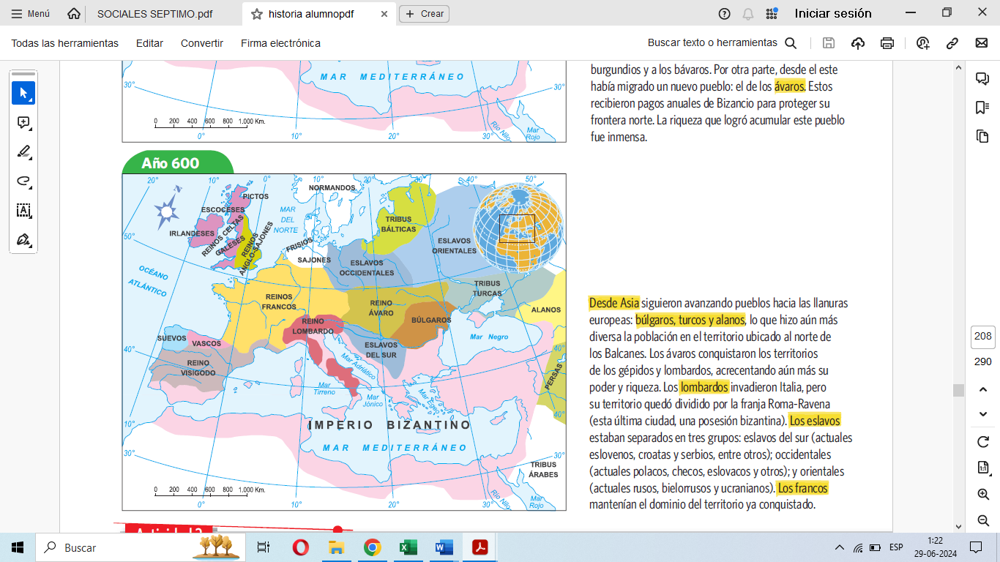 Menú
SOCIALES SEPTIMO.pdf
historia alumnopdf
Crear
Iniciar sesión
Todas las herramientas
Editar
Convertir
Firma electrónica
Buscar texto o herramientas
MAR MEDITERRÁNEO
30°
30°
0 200 400 600 800 1.000 Km.
0°
10°
20°
30°
Río Nilo
Mar
Rojo
burgundios y a los bávaros. Por otra parte, desde el este
había migrado un nuevo pueblo: el de los ávaros. Estos
recibieron pagos anuales de Bizancio para proteger su
frontera norte. La riqueza que logró acumular este pueblo
fue inmensa.
Año 600
20°
10°
0°
10°
20°
30°
50°
N
NORMANDOS
PICTOS
ESCOCESES
MAR
DEL
NORTE
IRLANDESES
REINOS CELTAS
GALESES
REINOS
ANGLO-SAJONES
FRISIOS
SAJONES
TRIBUS
BÁLTICAS
ESLAVOS
ORIENTALES
ESLAVOS
OCCIDENTALES
50°
OCÉANO
ATLÁNTICO
REINOS
FRANCOS
REINO
ÁVARO
TRIBUS
TURCAS
ALANOS
BÚLGAROS
REINO
LOMBARDO
SUEVOS
VASCOS
REINO
VISIGODO
ESLAVOS
DEL SUR
Mar Negro
PERSAS
40°
40°
Mar Adriático
Mar
Tirreno
Mar
Jónico
Mar Egeo
10°
IMPERIO BIZANTINO
MAR MEDITERRÁNEO
30°
30°
TRIBUS
ÁRABES
0 200 400 600 800 1.000 Km.
0°
10°
20°
30°
Río Nilo
Mar
Rojo
Desde Asia siguieron avanzando pueblos hacia las llanuras
europeas: búlgaros, turcos y alanos, lo que hizo aún más
diversa la población en el territorio ubicado al norte de
los Balcanes. Los ávaros conquistaron los territorios
de los gépidos y lombardos, acrecentando aún más su
poder y riqueza. Los lombardos invadieron Italia, pero
su territorio quedó dividido por la franja Roma-Ravena
(esta última ciudad, una posesión bizantina). Los eslavos
estaban separados en tres grupos: eslavos del sur (actuales
eslovenos, croatas y serbios, entre otros); occidentales
(actuales polacos, checos, eslovacos y otros); y orientales
(actuales rusos, bielorrusos y ucranianos). Los francos
mantenían el dominio del territorio ya conquistado.
208
290
Buscar
ESP
1:22
29-06-2024